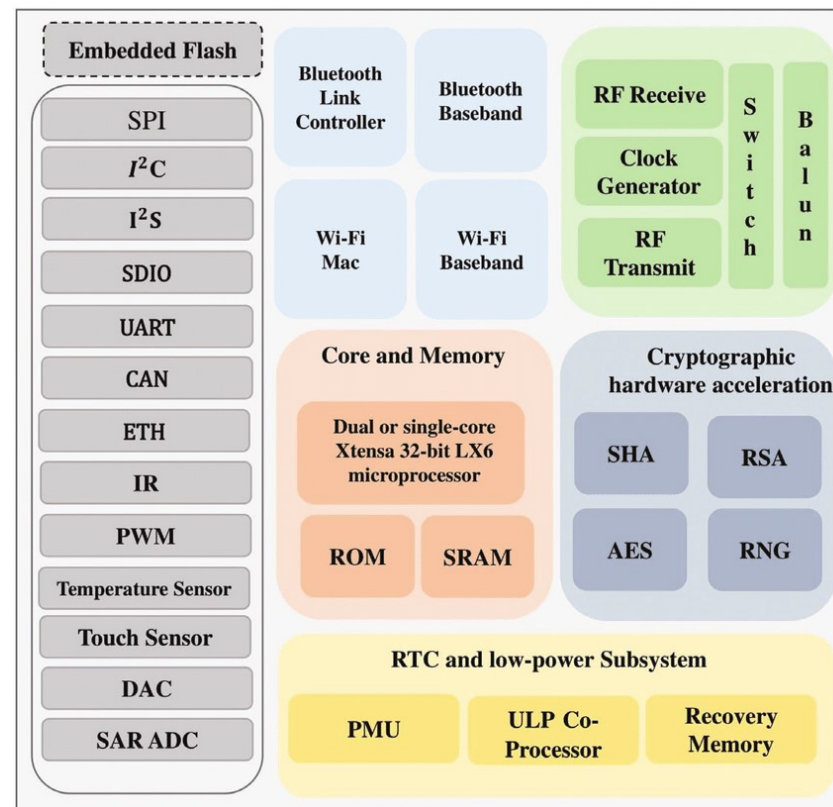 Embedded Flash
SPI
I²C
I²S
SDIO
UART
CAN
ETH
IR
PWM
Temperature Sensor
Touch Sensor
DAC
SAR ADC
Bluetooth
Link
Controller
Bluetooth
Baseband
Wi-Fi
Mac
Wi-Fi
Baseband
RF Receive
Clock
Generator
RF
Transmit
Switch
Balun
Core and Memory
Dual or single-core
Xtensa 32-bit LX6
microprocessor
ROM
SRAM
Cryptographic
hardware acceleration
SHA
RSA
AES
RNG
RTC and low-power Subsystem
PMU
ULP Co-
Processor
Recovery
Memory